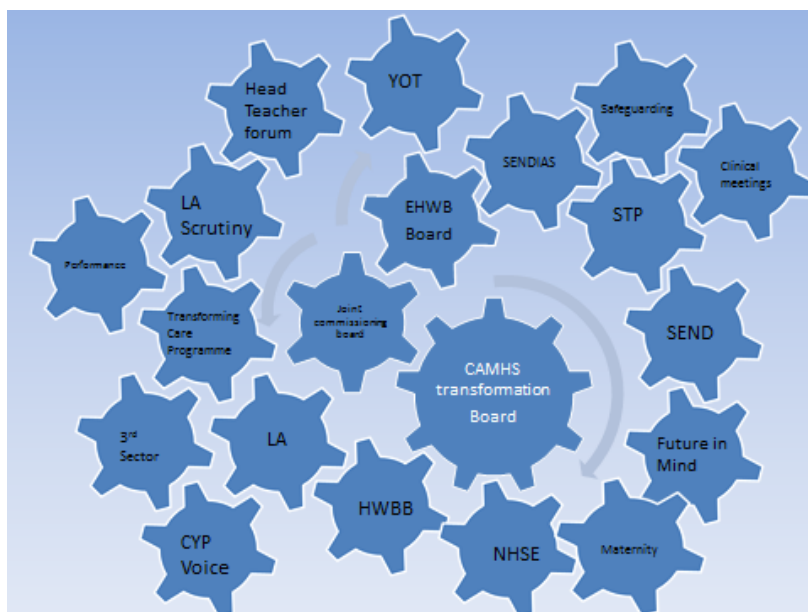 Head
Teacher
forum
YOT
Safeguarding
SENDIAS
Clinical
meetings
LA
Scrutiny
EHWB
Board
STP
Performance
Transforming
Care
Programme
Joint
commissioning
board
SEND
CAMHS
transformation
Board
3rd
Sector
LA
Future in
Mind
HWBB
CYP
Voice
NHSE
Maternity